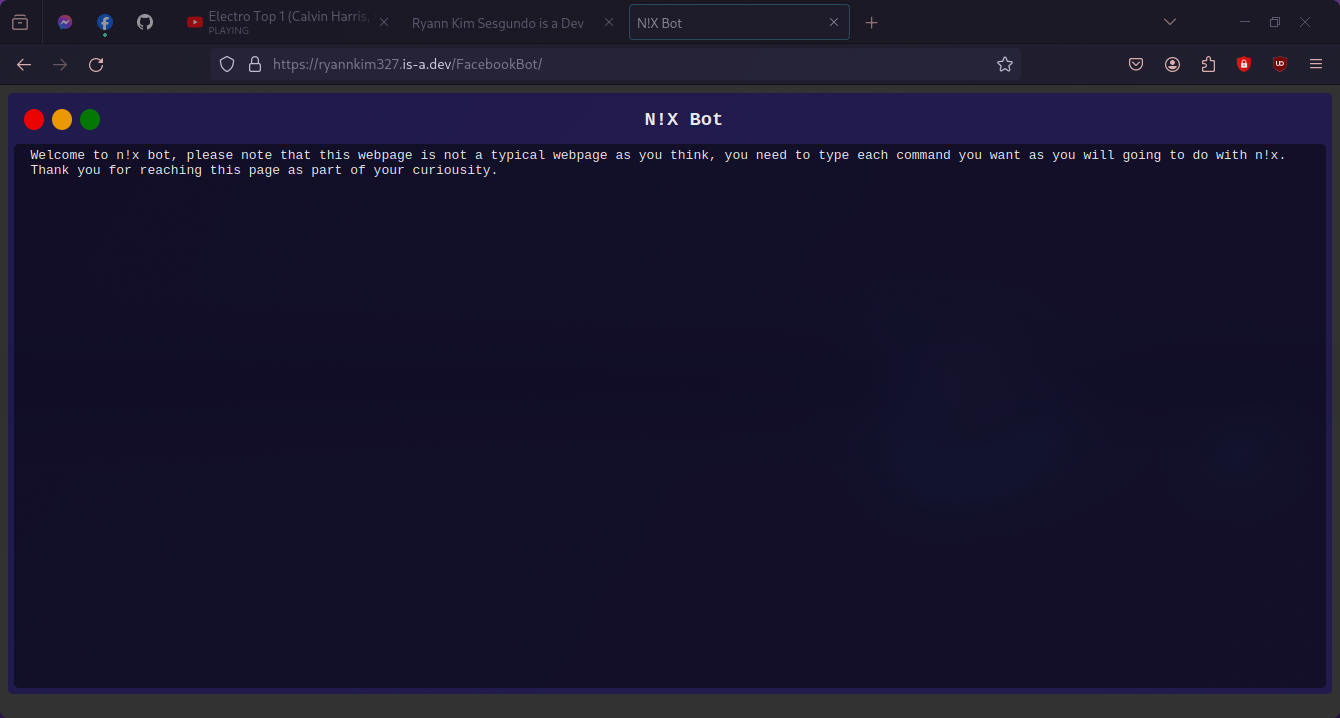 Electro Top 1 (Calvin Harris,
PLAYING
Ryann Kim Sesgundo is a Dev
N!X Bot
https://ryannkim327.is-a.dev/FacebookBot/
N!X Bot
Welcome to n!x bot, please note that this webpage is not a typical webpage as you think, you need to type each command you want as you will going to do with n!x.
Thank you for reaching this page as part of your curiousity.